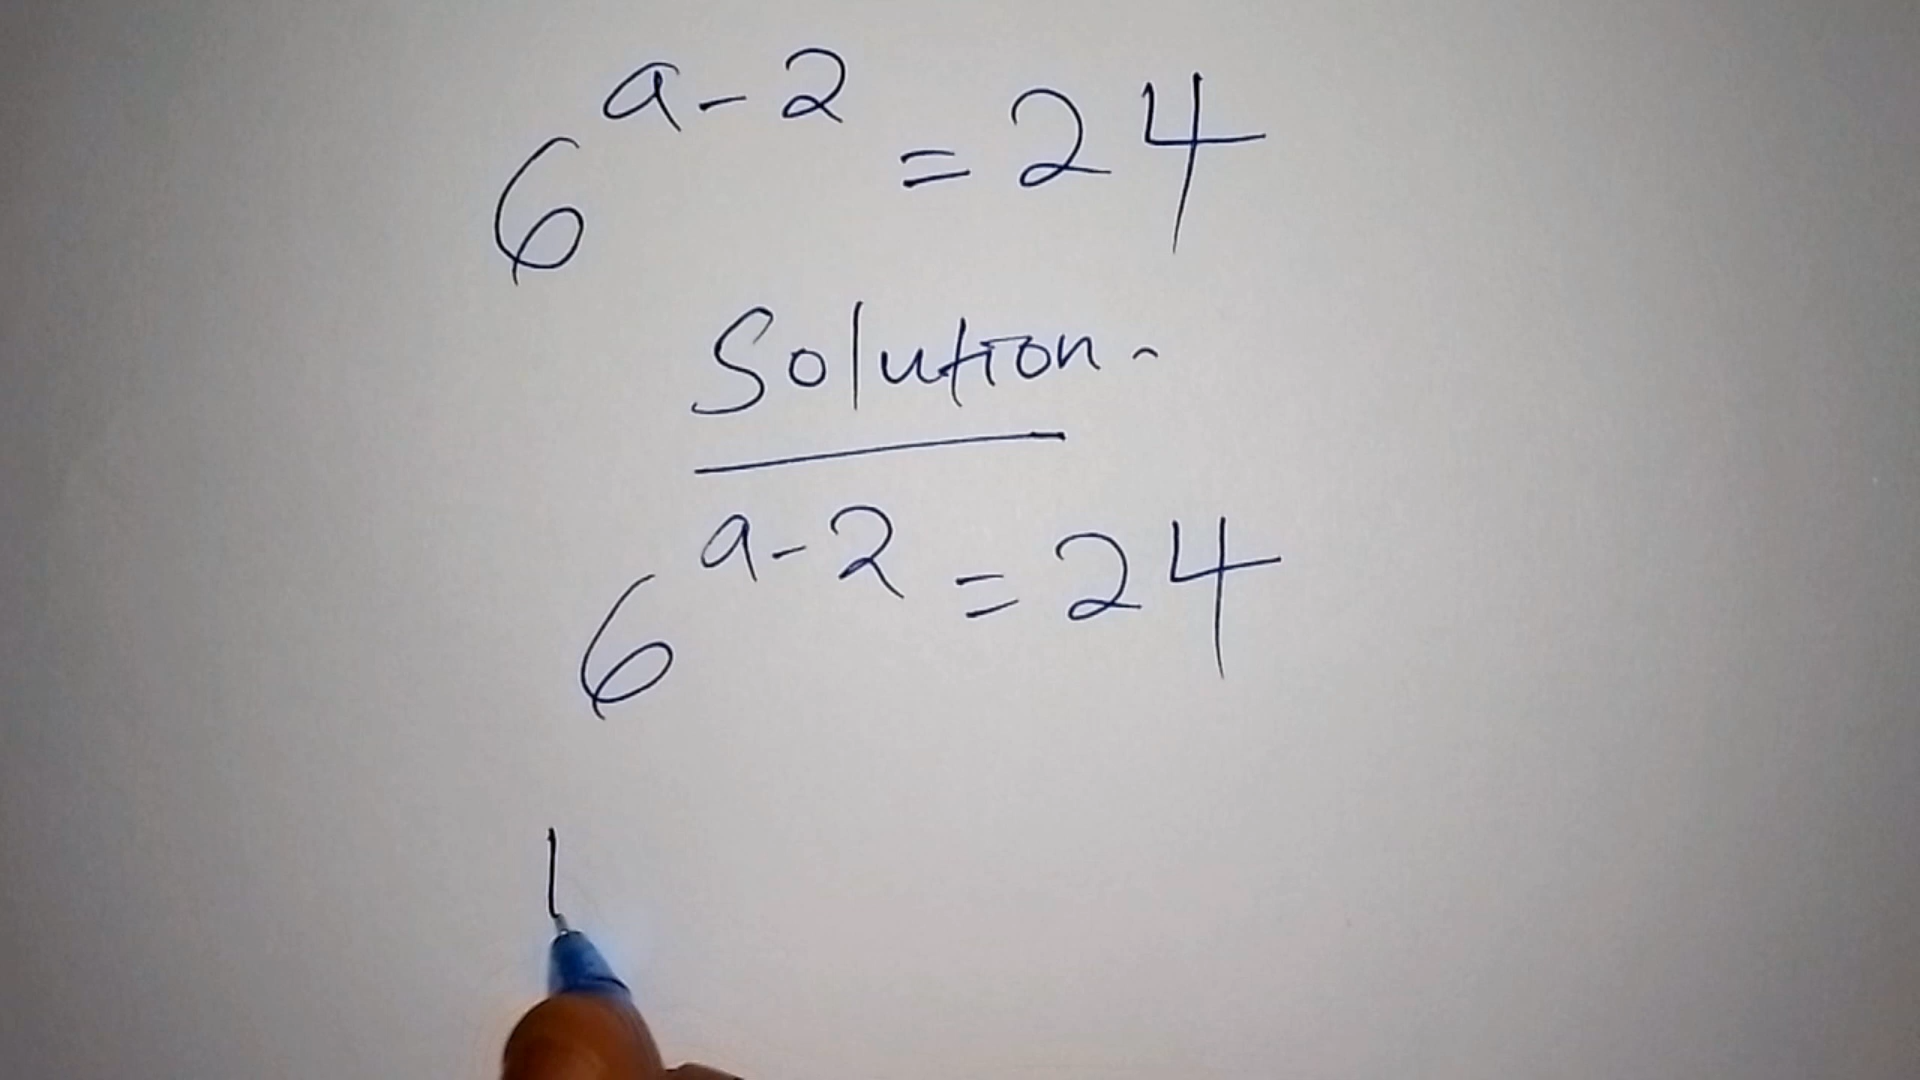 6^{a-2} = 24
Solution -
6^{a-2} = 24